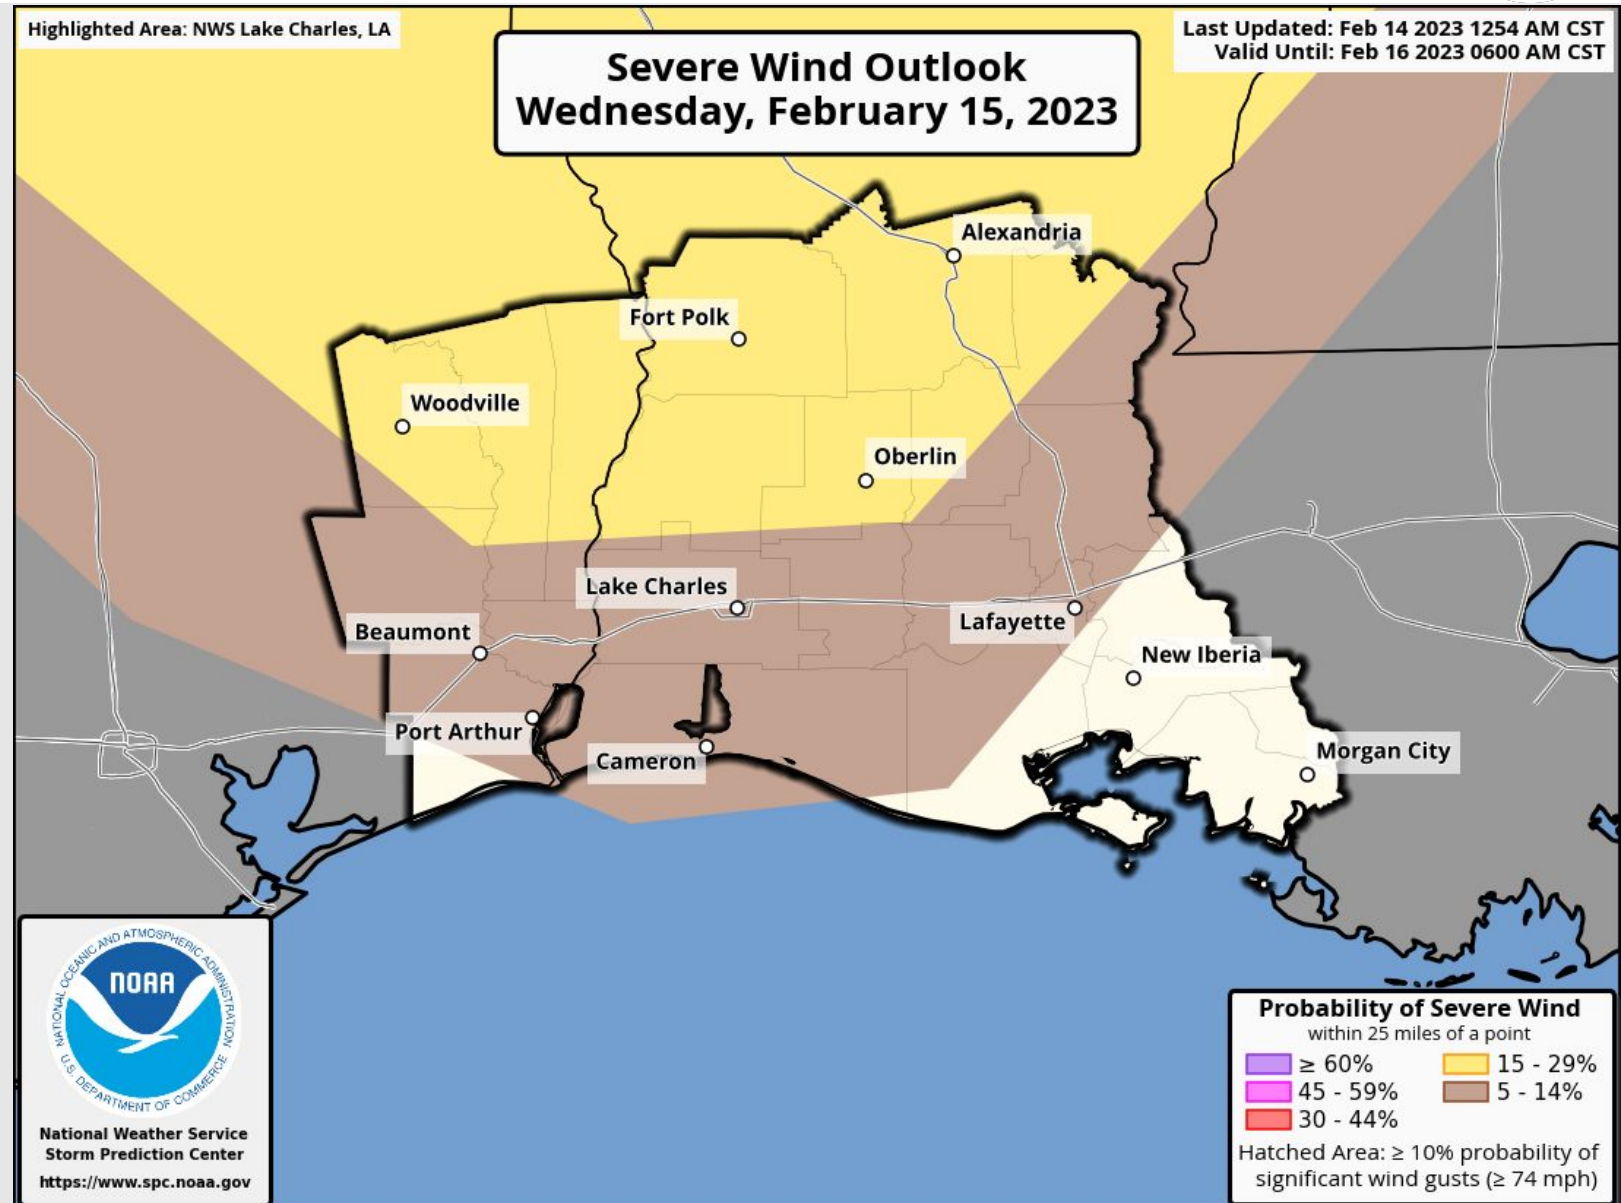 Highlighted Area: NWS Lake Charles, LA
Last Updated: Feb 14 2023 1254 AM CST
Valid Until: Feb 16 2023 0600 AM CST
Severe Wind Outlook
Wednesday, February 15, 2023
Alexandria
Fort Polk
Woodville
Oberlin
Lake Charles
Beaumont
Lafayette
New Iberia
Port Arthur
Cameron
Morgan City
NATIONAL OCEANIC AND ATMOSPHERIC ADMINISTRATION
NOAA
U.S. DEPARTMENT OF COMMERCE
National Weather Service
Storm Prediction Center
https://www.spc.noaa.gov
Probability of Severe Wind
within 25 miles of a point
≥ 60%
15 - 29%
45 - 59%
5 - 14%
30 - 44%
Hatched Area: ≥ 10% probability of
significant wind gusts (≥ 74 mph)